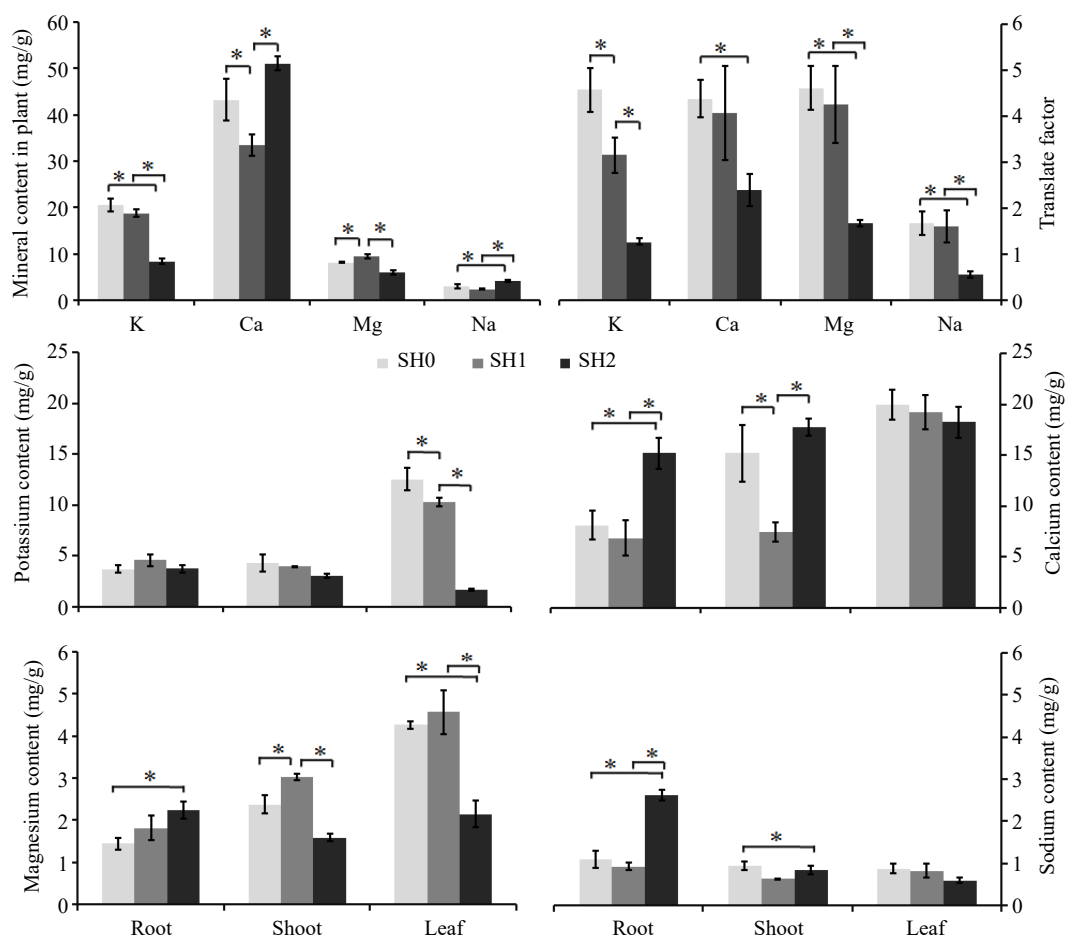 Mineral content in plant (mg/g)
60
50
40
30
20
10
0
* * * * * * * *
K Ca Mg Na
* * * * * * *
K Ca Mg Na
6
5
4
3
2
1
0
Translate factor
SH0 SH1 SH2
Potassium content (mg/g)
25
20
15
10
5
0
* *
* * * *
25
20
15
10
5
0
Calcium content (mg/g)
Magnesium content (mg/g)
6
5
4
3
2
1
0
* * * * *
Root Shoot Leaf
* * *
Root Shoot Leaf
6
5
4
3
2
1
0
Sodium content (mg/g)